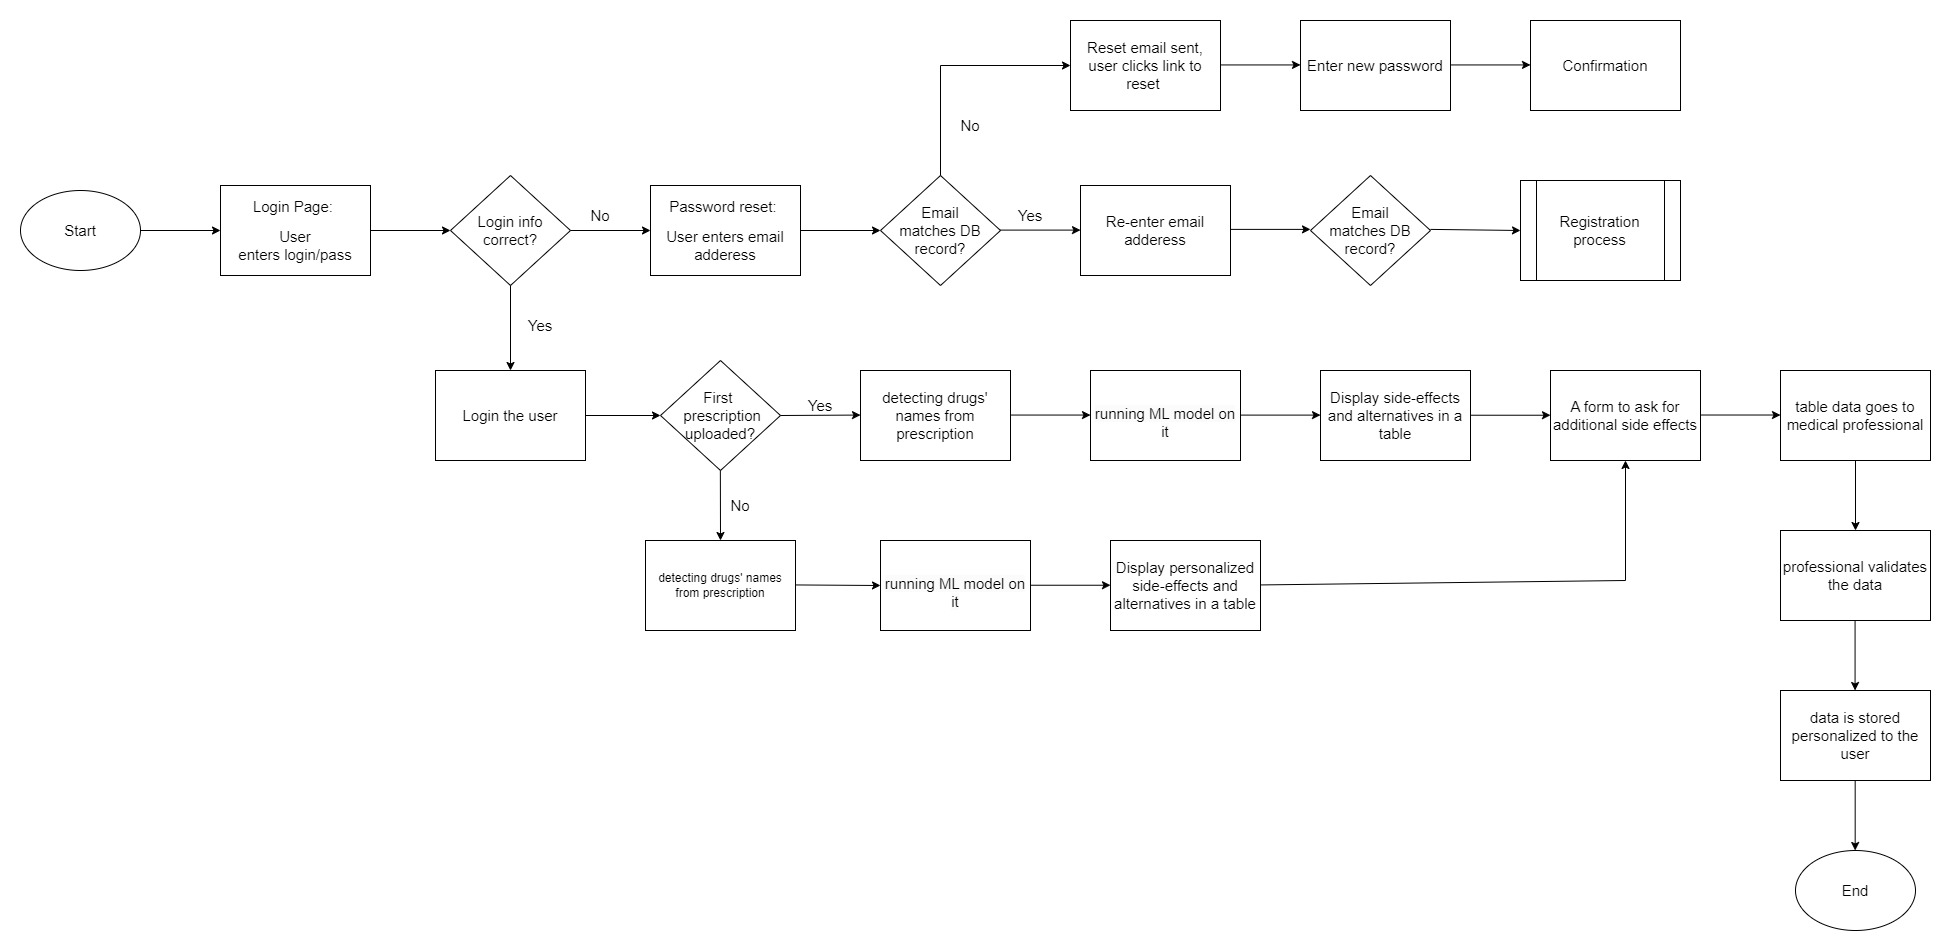 Reset email sent,
user clicks link to
reset
Enter new password
Confirmation
No
Start
Login Page:
User
enters login/pass
Login info
correct?
No
Password reset:
User enters email
adderess
Email
matches DB
record?
Yes
Re-enter email
adderess
Email
matches DB
record?
Registration
process
Yes
Login the user
First
prescription
uploaded?
Yes
detecting drugs'
names from
prescription
running ML model on
it
Display side-effects
and alternatives in a
table
A form to ask for
additional side effects
table data goes to
medical professional
No
detecting drugs' names
from prescription
running ML model on
it
Display personalized
side-effects and
alternatives in a table
professional validates
the data
data is stored
personalized to the
user
End